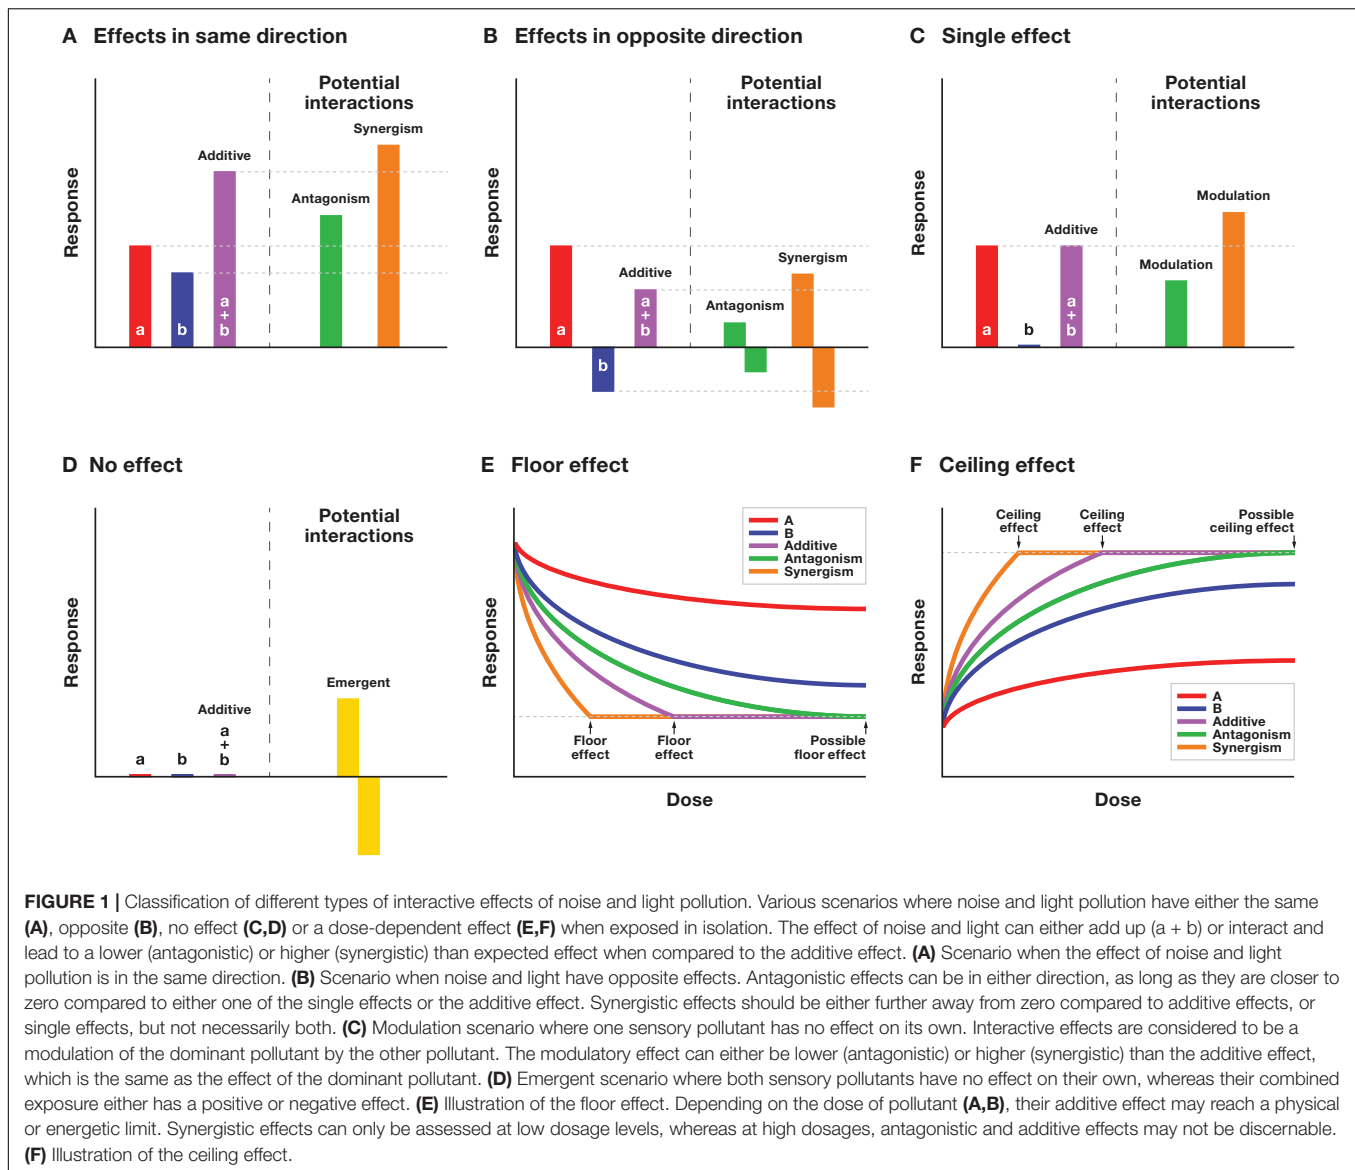 A Effects in same direction
Response
Potential
interactions
Additive
Antagonism
Synergism
a
b
a
+
b
B Effects in opposite direction
Response
Potential
interactions
Additive
Antagonism
Synergism
a
b
a
+
b
C Single effect
Response
Potential
interactions
Additive
Modulation
Modulation
a
b
a
+
b
D No effect
Response
Potential
interactions
Additive
Emergent
a
b
a
+
b
E Floor effect
Response
A
B
Additive
Antagonism
Synergism
Floor
effect
Floor
effect
Possible
floor effect
Dose
F Ceiling effect
Response
Ceiling
effect
Ceiling
effect
Possible
ceiling effect
A
B
Additive
Antagonism
Synergism
Dose
FIGURE 1 | Classification of different types of interactive effects of noise and light pollution. Various scenarios where noise and light pollution have either the same
(A), opposite (B), no effect (C,D) or a dose-dependent effect (E,F) when exposed in isolation. The effect of noise and light can either add up (a + b) or interact and
lead to a lower (antagonistic) or higher (synergistic) than expected effect when compared to the additive effect. (A) Scenario when the effect of noise and light
pollution is in the same direction. (B) Scenario when noise and light have opposite effects. Antagonistic effects can be in either direction, as long as they are closer to
zero compared to either one of the single effects or the additive effect. Synergistic effects should be either further away from zero compared to additive effects, or
single effects, but not necessarily both. (C) Modulation scenario where one sensory pollutant has no effect on its own. Interactive effects are considered to be a
modulation of the dominant pollutant by the other pollutant. The modulatory effect can either be lower (antagonistic) or higher (synergistic) than the additive effect,
which is the same as the effect of the dominant pollutant. (D) Emergent scenario where both sensory pollutants have no effect on their own, whereas their combined
exposure either has a positive or negative effect. (E) Illustration of the floor effect. Depending on the dose of pollutant (A,B), their additive effect may reach a physical
or energetic limit. Synergistic effects can only be assessed at low dosage levels, whereas at high dosages, antagonistic and additive effects may not be discernable.
(F) Illustration of the ceiling effect.